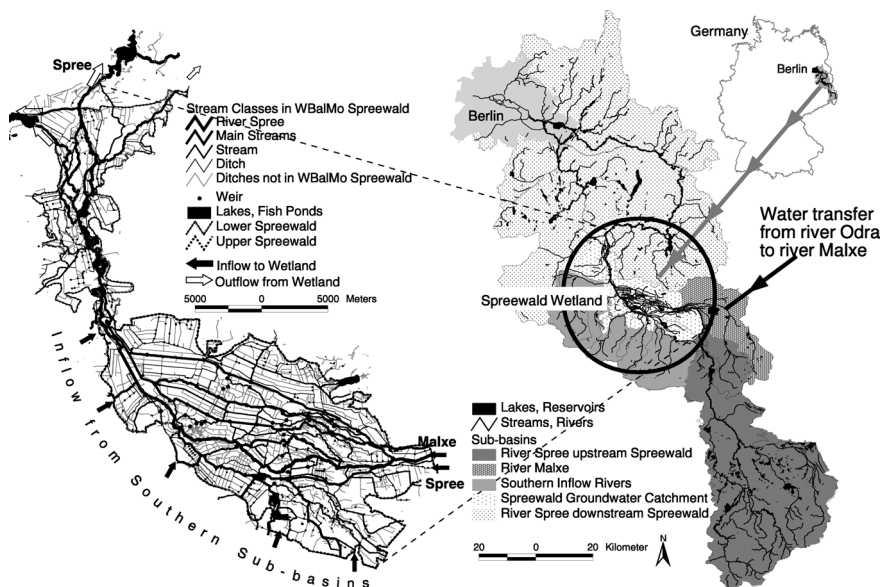 Spree
Stream Classes in WBalMo Spreewald
River Spree
Main Streams
Stream
Ditch
Ditches not in WBalMo Spreewald
Weir
Lakes, Fish Ponds
Lower Spreewald
Upper Spreewald
Inflow to Wetland
Outflow from Wetland
5000 0 5000 Meters
Inflow from Southern Sub-basins
Malxe
Spree
Germany
Berlin
Berlin
Water transfer
from river Odra
to river Malxe
Spreewald Wetland
Lakes, Reservoirs
Streams, Rivers
Sub-basins
River Spree upstream Spreewald
River Malxe
Southern Inflow Rivers
Spreewald Groundwater Catchment
River Spree downstream Spreewald
20 0 20 Kilometer
N